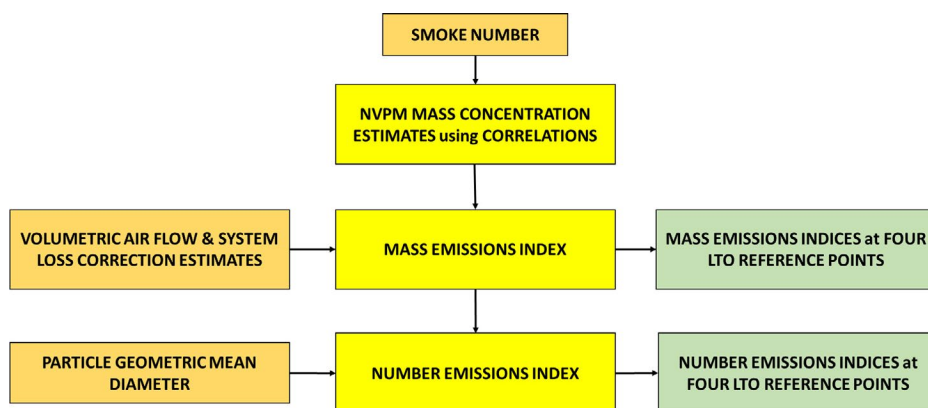 SMOKE NUMBER
NVPM MASS CONCENTRATION
ESTIMATES using CORRELATIONS
VOLUMETRIC AIR FLOW & SYSTEM
LOSS CORRECTION ESTIMATES
MASS EMISSIONS INDEX
MASS EMISSIONS INDICES at FOUR
LTO REFERENCE POINTS
PARTICLE GEOMETRIC MEAN
DIAMETER
NUMBER EMISSIONS INDEX
NUMBER EMISSIONS INDICES at
FOUR LTO REFERENCE POINTS